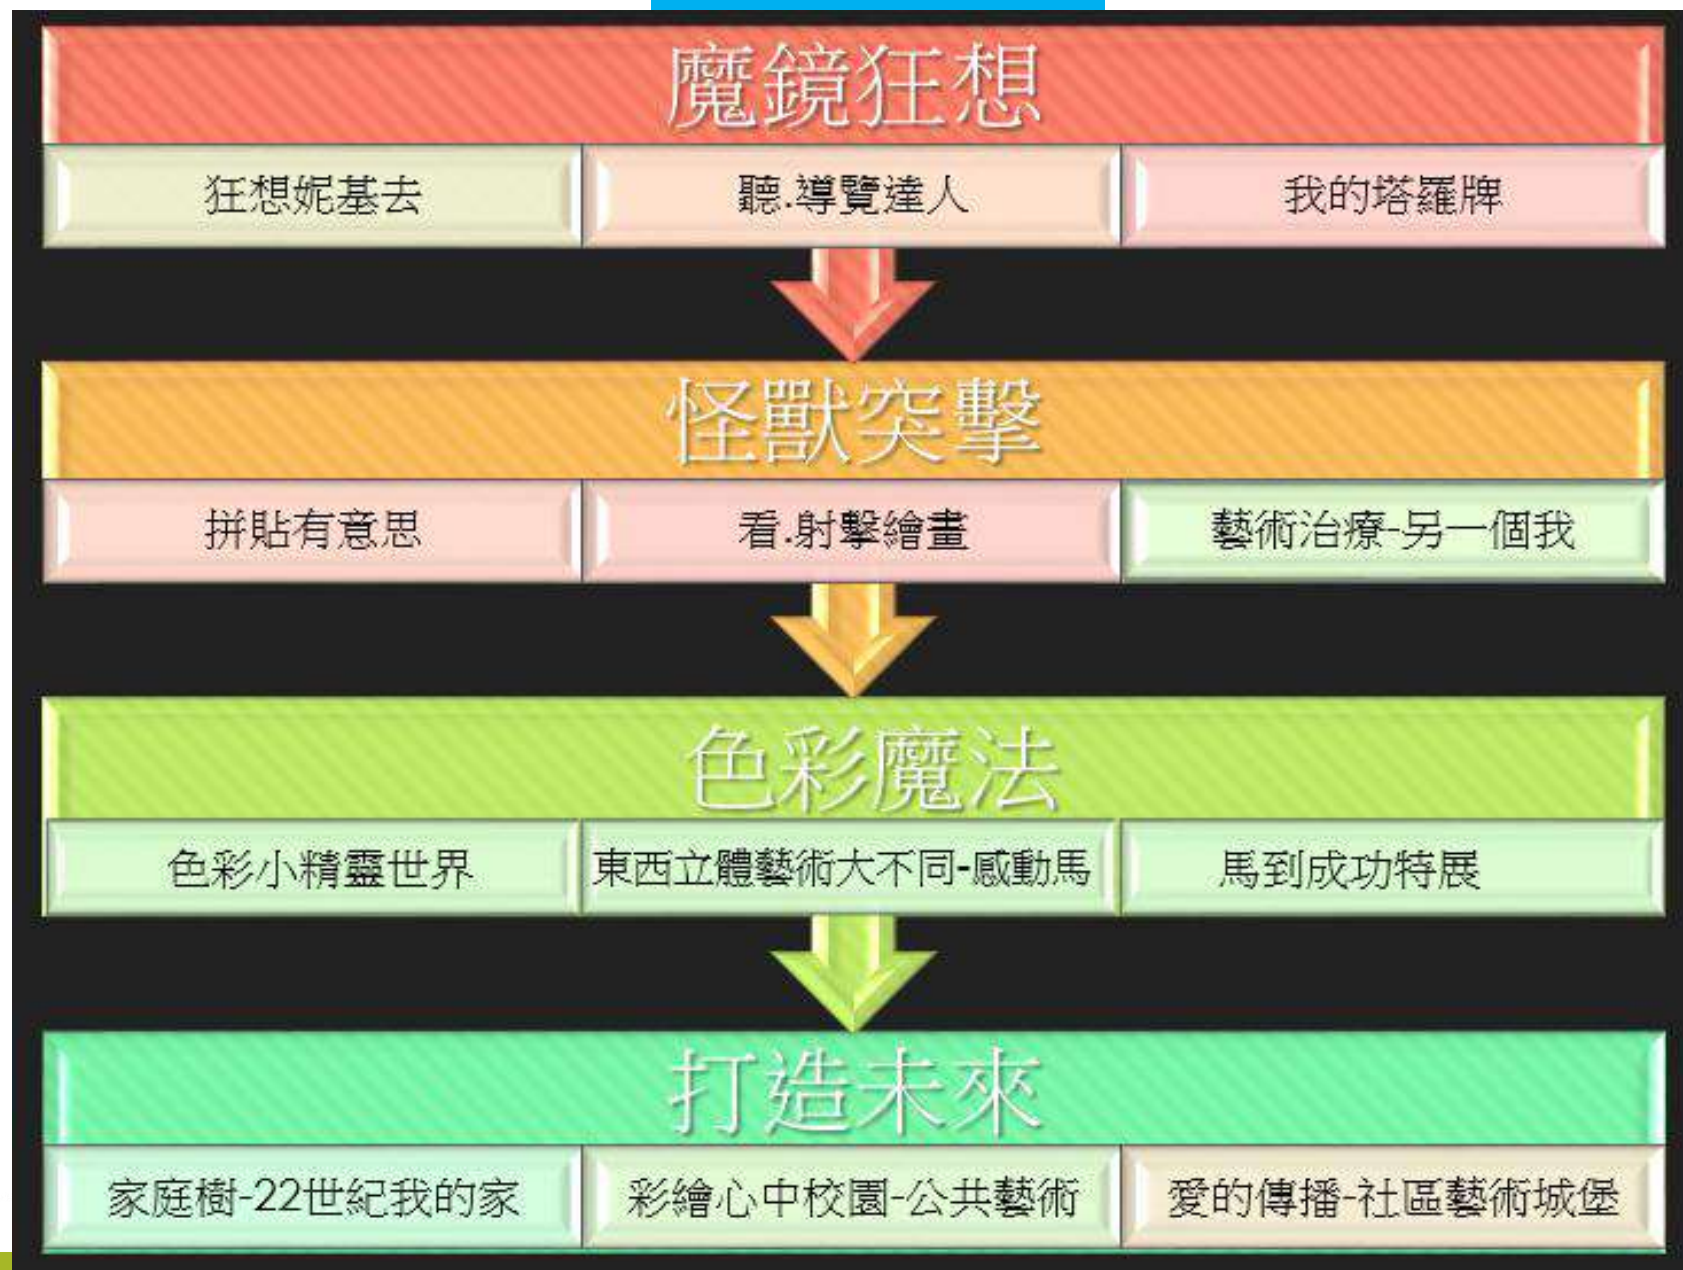 魔鏡狂想
狂想妮基去
聽.導覽達人
我的塔羅牌
怪獸突擊
拼貼有意思
看.射擊繪畫
藝術治療-另一個我
色彩魔法
色彩小精靈世界
東西立體藝術大不同-感動馬
馬到成功特展
打造未來
家庭樹-22世紀我的家
彩繪心中校園-公共藝術
愛的傳播-社區藝術城堡